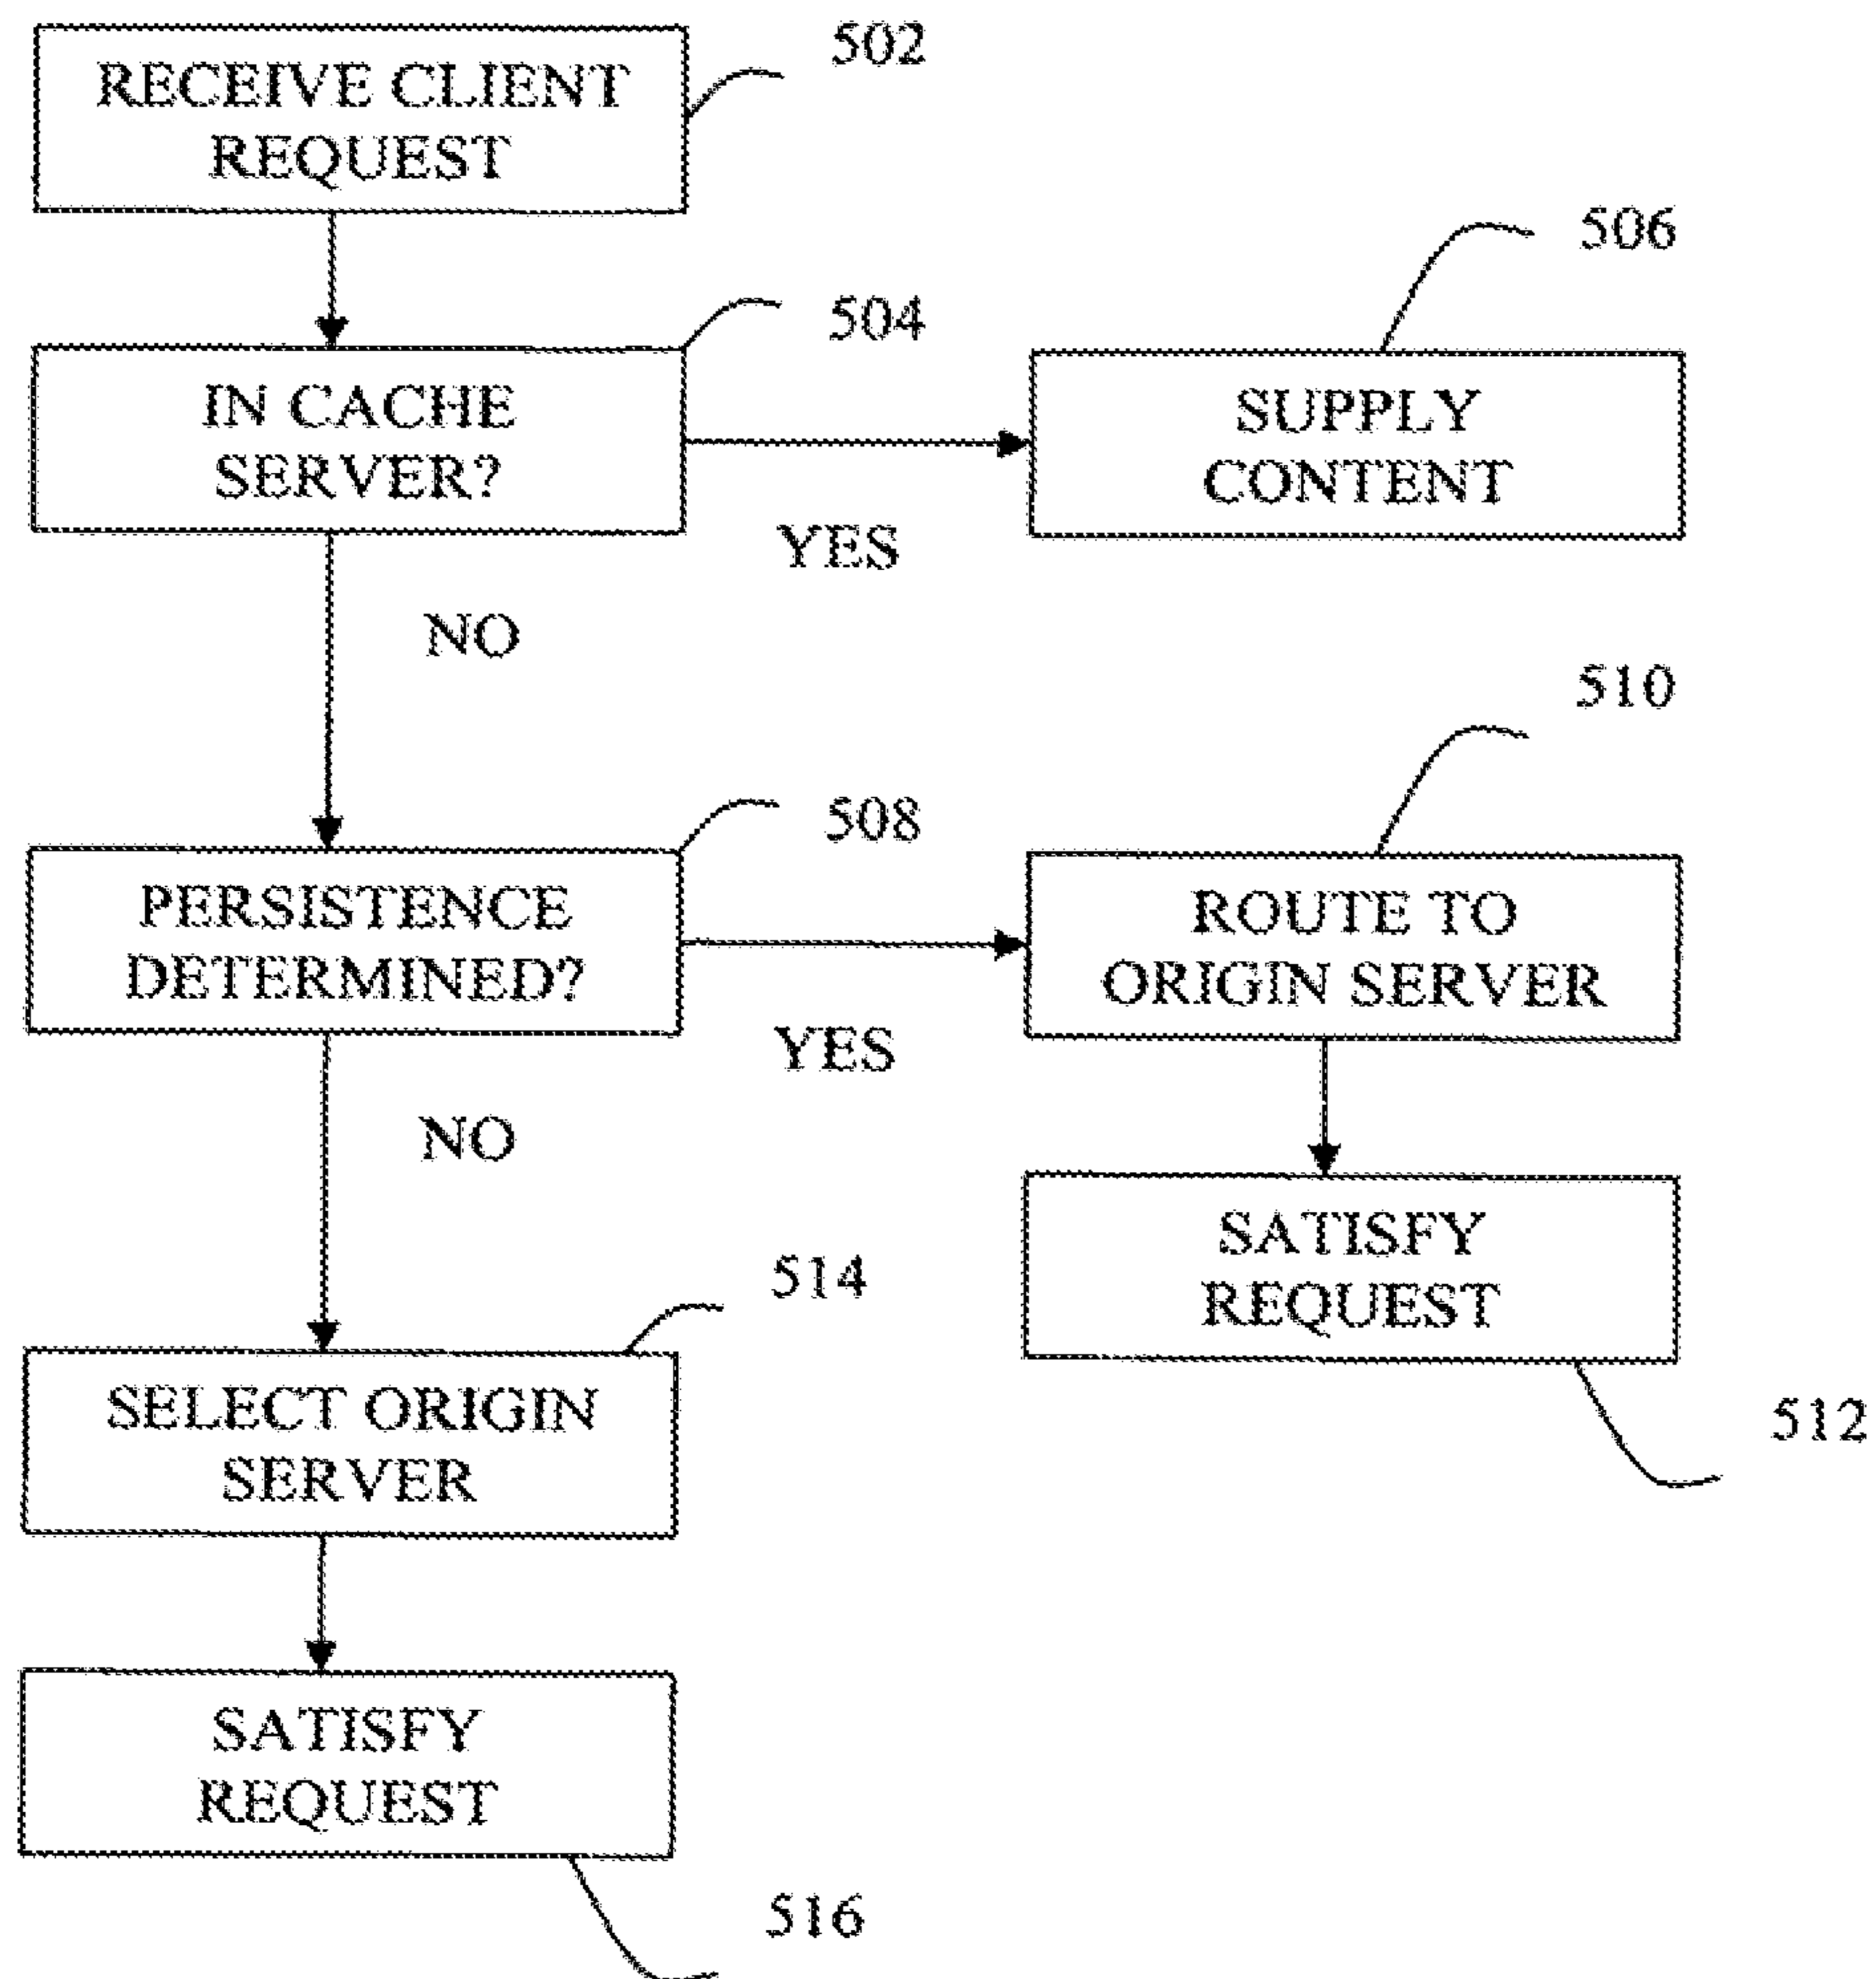 502
RECEIVE CLIENT
REQUEST
506
504
IN CACHE
SERVER?
SUPPLY
CONTENT
YES
NO
510
508
PERSISTENCE
DETERMINED?
ROUTE TO
ORIGIN SERVER
YES
NO
SATISFY
REQUEST
514
512
SELECT ORIGIN
SERVER
SATISFY
REQUEST
516